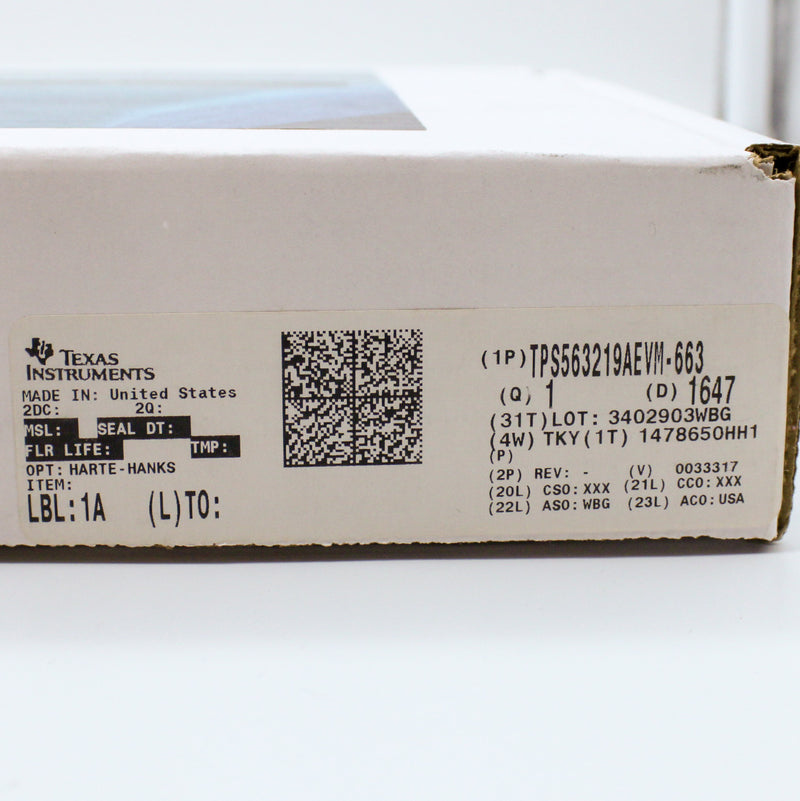 TEXAS
INSTRUMENTS
MADE IN: United States
2DC: 2Q:
MSL: SEAL DT:
FLR LIFE: TMP:
OPT: HARTE-HANKS
ITEM:
LBL: 1A (L)TO:
(1P) TPS563219AEVM-663
(Q) 1 (D) 1647
(31T)LOT: 3402903WBG
(4W) TKY(1T) 1478650HH1
(P)
(2P) REV: - (V) 0033317
(20L) CSO: XXX (21L) CCO: XXX
(22L) ASO: WBG (23L) ACO: USA